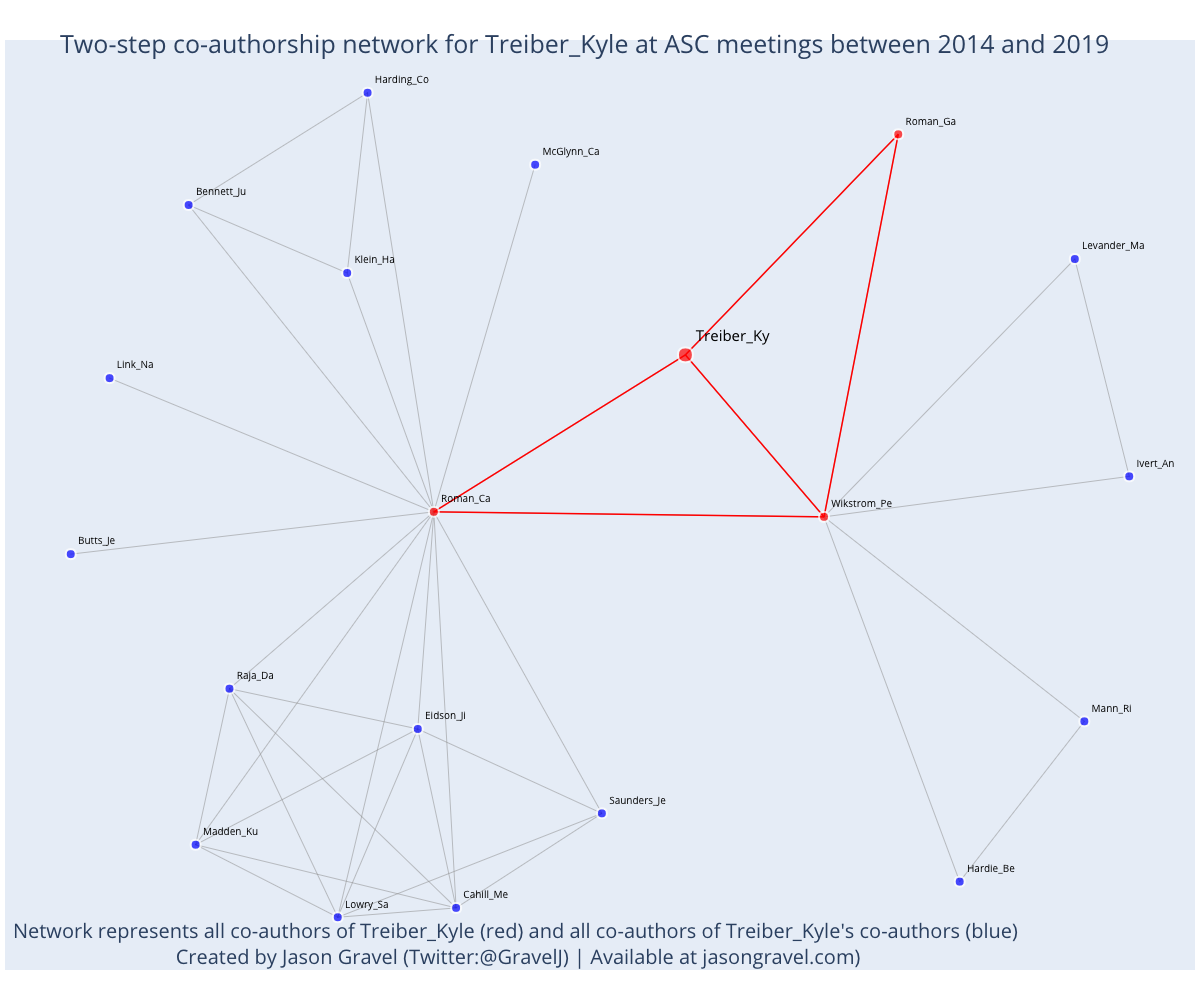 Two-step co-authorship network for Treiber_Kyle at ASC meetings between 2014 and 2019
Harding_Co
Roman_Ga
McGlynn_Ca
Bennett_Ju
Levander_Ma
Klein_Ha
Treiber_Ky
Link_Na
Ivert_An
Roman_Ca
Wikstrom_Pe
Butts_Je
Raja_Da
Mann_Ri
Eidson_Ji
Saunders_Je
Madden_Ku
Hardie_Be
Cahill_Me
Lowry_Sa
Network represents all co-authors of Treiber_Kyle (red) and all co-authors of Treiber_Kyle's co-authors (blue)
Created by Jason Gravel (Twitter:@GravelJ) | Available at jasongravel.com)